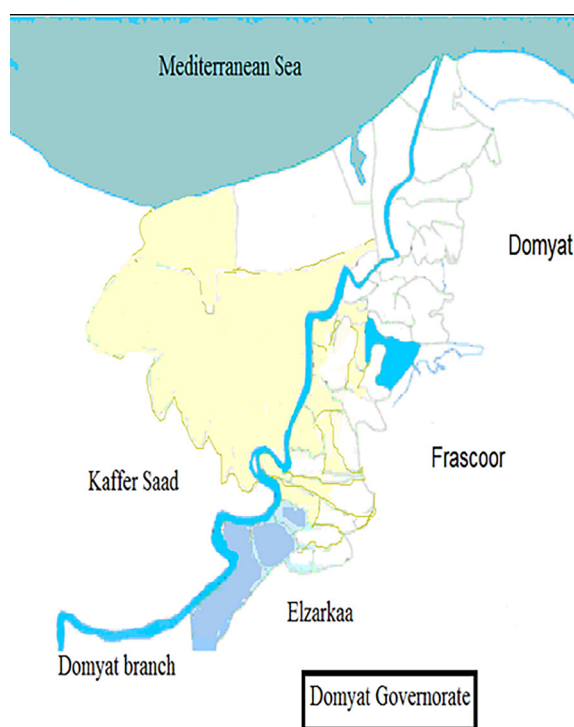 Mediterranean Sea
Domyat
Frascoor
Kaffer Saad
Elzarkaa
Domyat branch
Domyat Governorate